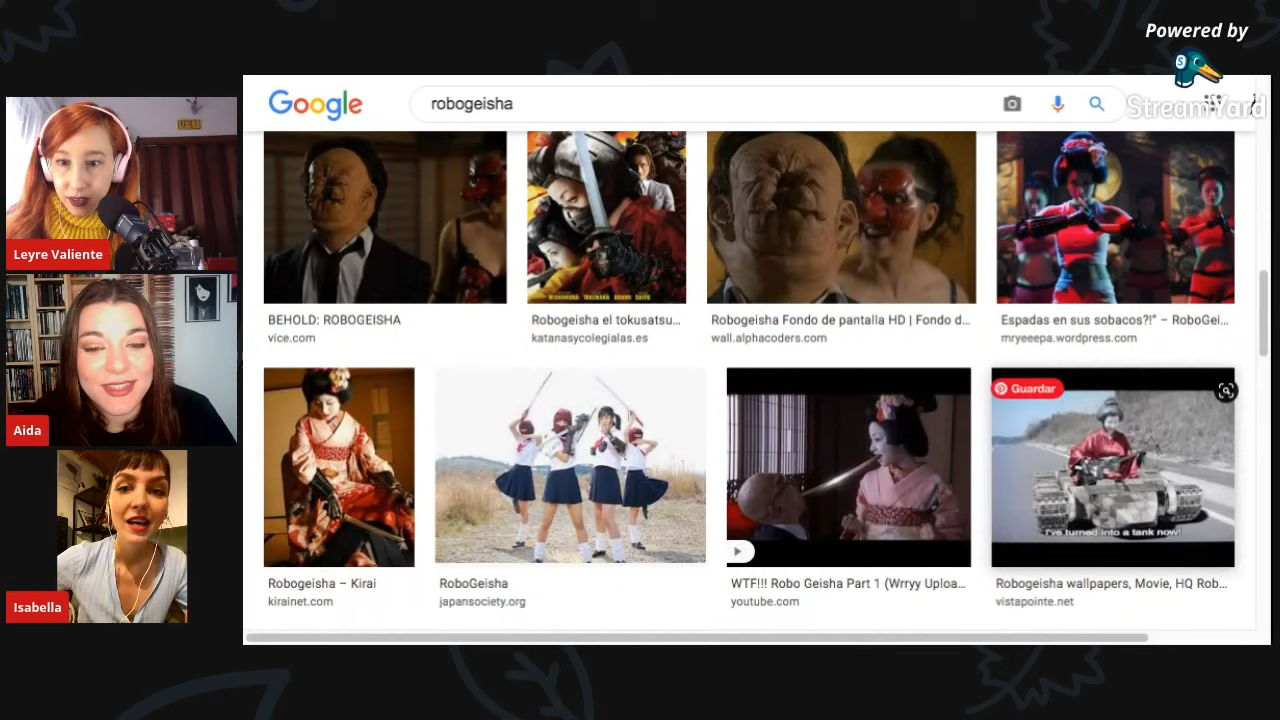 Powered by
StreamYard
Google
robogeisha
BEHOLD: ROBOGEISHA
vice.com
Robogeisha el tokusatsu...
katanasycolegialas.es
Robogeisha Fondo de pantalla HD | Fondo d...
wall.alphacoders.com
Espadas en sus sobacos?!" – RoboGei...
mryeeepa.wordpress.com
Guardar
I've turned into a tank now!
Robogeisha – Kirai
kirainet.com
RoboGeisha
japansociety.org
WTF!!! Robo Geisha Part 1 (Wrryy Uploa...
youtube.com
Robogeisha wallpapers, Movie, HQ Rob...
vistapointe.net
Leyre Valiente
Aida
Isabella